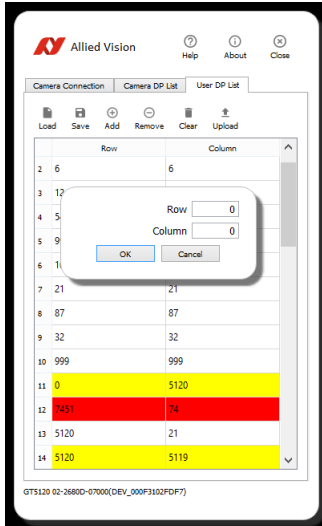 Allied Vision
Help About Close
Camera Connection Camera DP List User DP List
Load Save Add Remove Clear Upload
Row Column
2 6 6
3 12
Row 0
4 5
Column 0
5 9
OK Cancel
6 1
7 21 21
8 87 87
9 32 32
10 999 999
11 0 5120
12 7451 74
13 5120 21
14 5120 5119
GT5120 02-2680D-07000(DEV_000F3102FDF7)